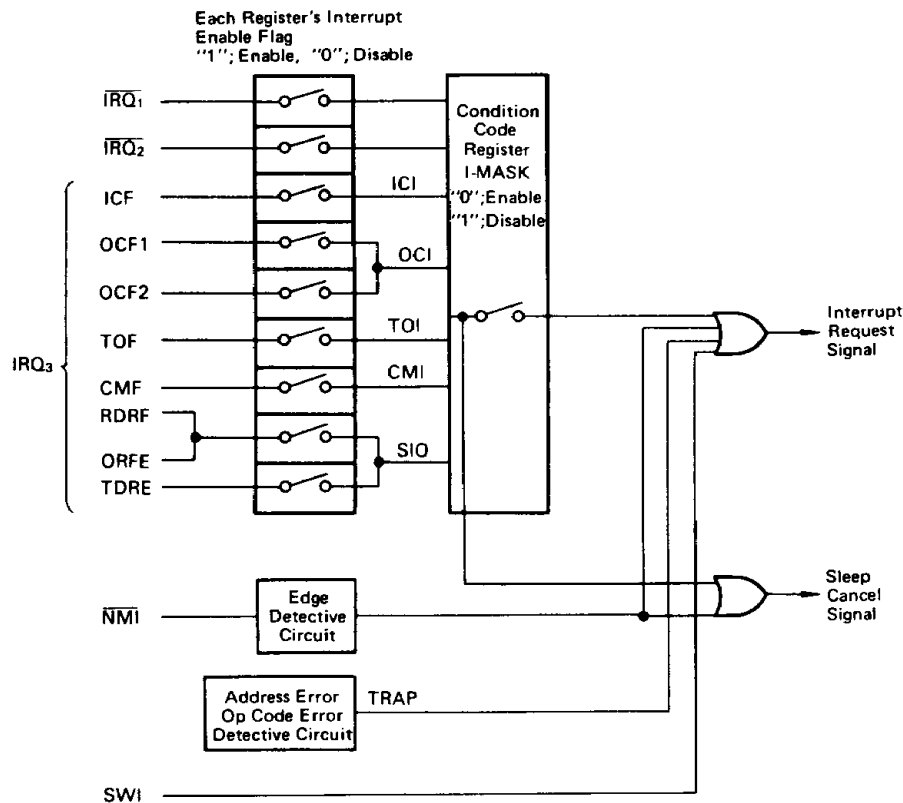 Each Register's Interrupt
Enable Flag
"1"; Enable, "0"; Disable
IRQ1
IRQ2
ICF
OCF1
OCF2
TOF
CMF
RDRF
ORFE
TDRE
IRQ3
ICI
OCI
TOI
CMI
SIO
Condition
Code
Register
I-MASK
"0";Enable
"1";Disable
Interrupt
Request
Signal
Sleep
Cancel
Signal
NMI
Edge
Detective
Circuit
Address Error
Op Code Error
Detective Circuit
TRAP
SWI